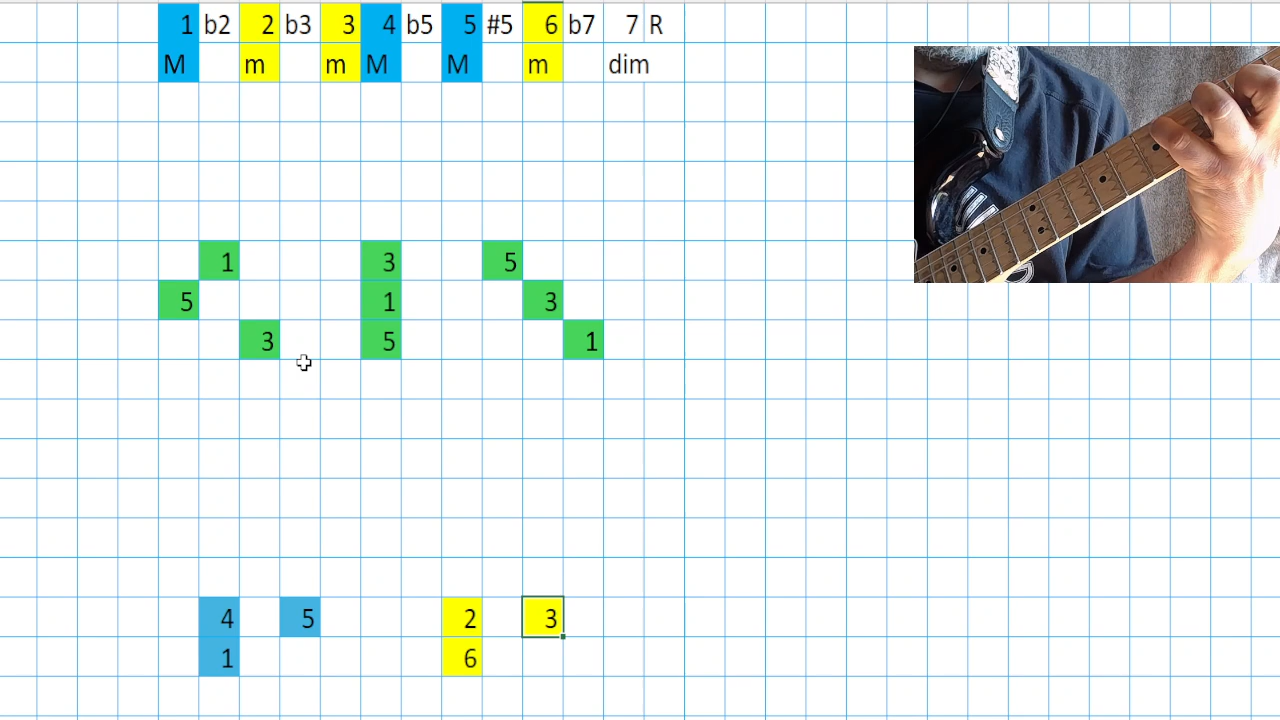 1 b2 2 b3 3 4 b5 5 #5 6 b7 7 R
M m m M M m dim
1 3 5
5 1 3
3 5 1
4 5 2 3
1 6